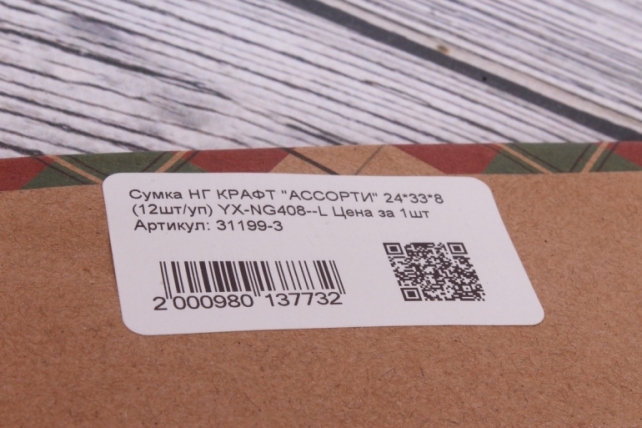 Сумка НГ КРАФТ "АССОРТИ" 24*33*8
(12шт/уп) YX-NG408--L Цена за 1шт
Артикул: 31199-3
2 000980 137732